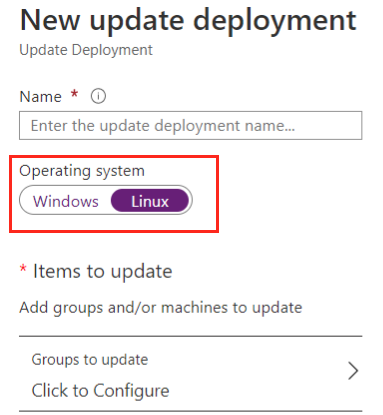 New update deployment
Update Deployment
Name *
Enter the update deployment name...
Operating system
Windows Linux
* Items to update
Add groups and/or machines to update
Groups to update
Click to Configure